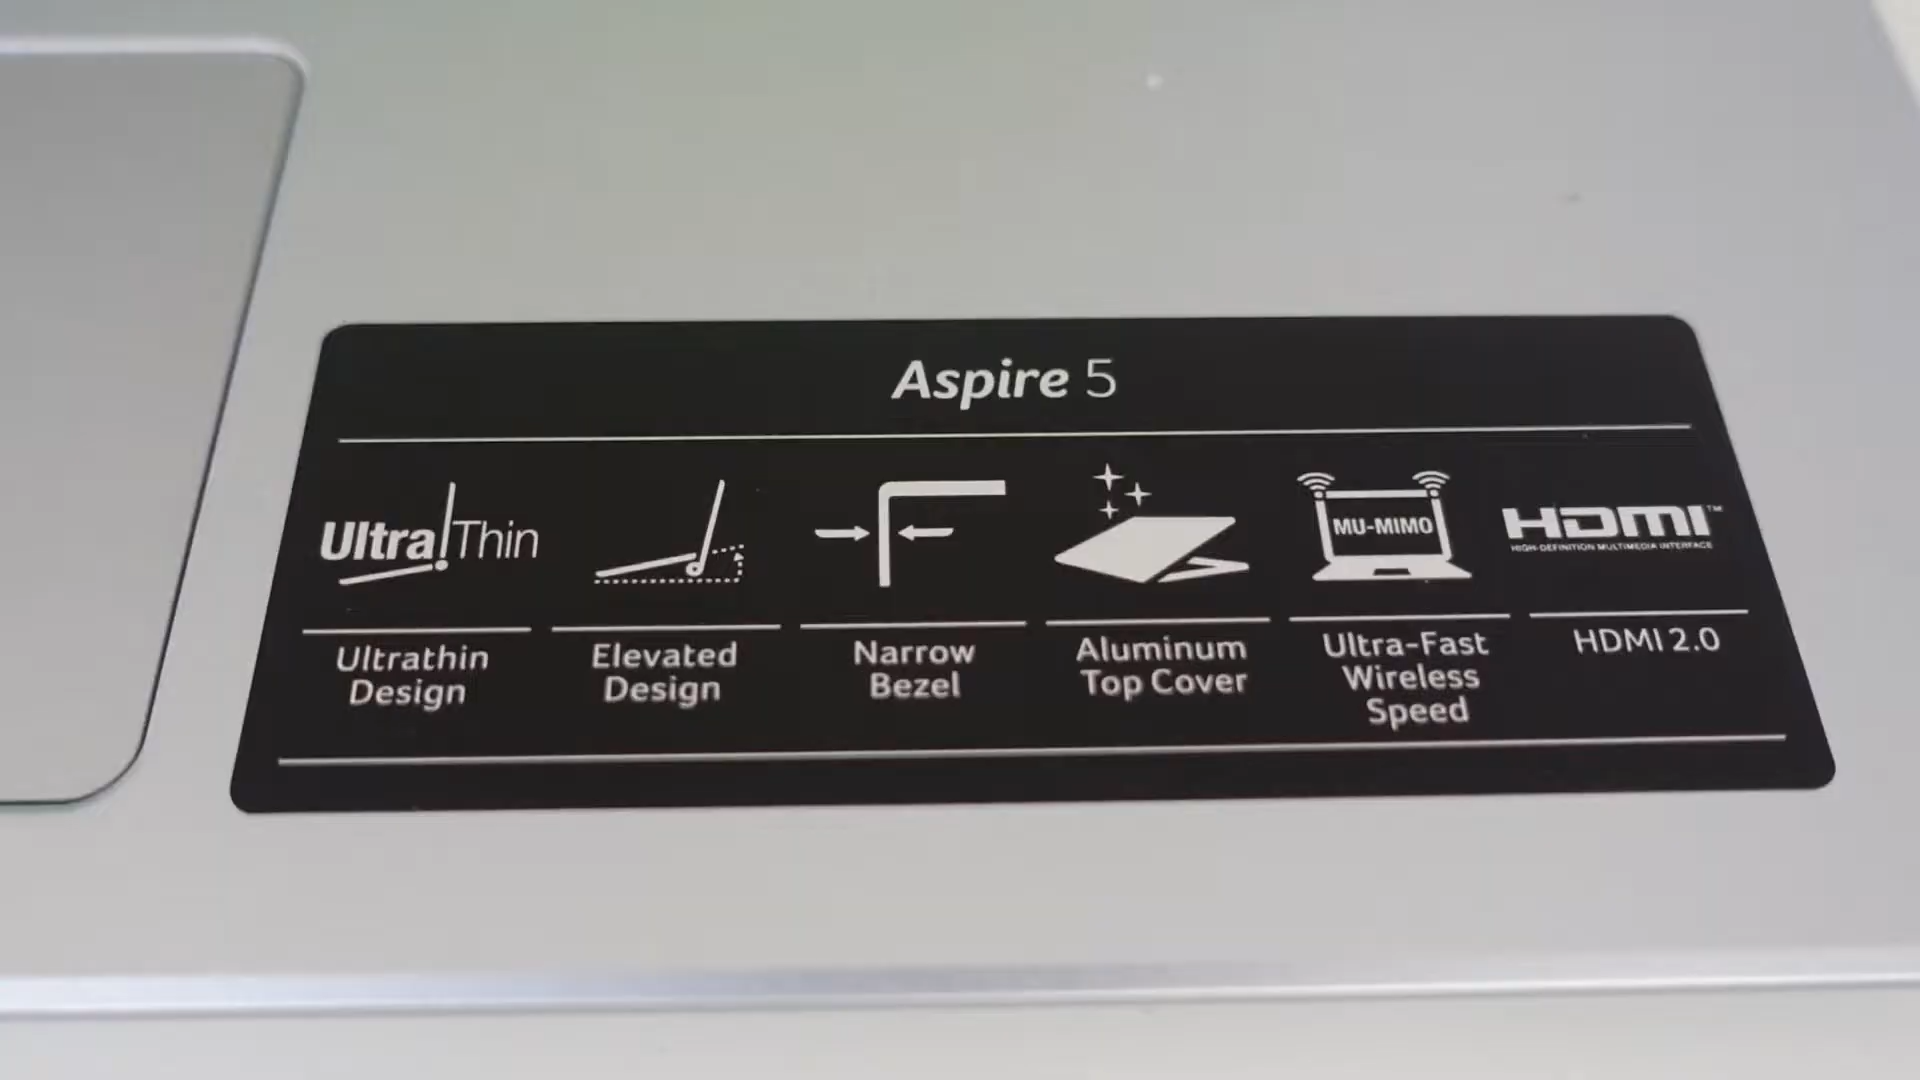 Aspire 5
Ultra Thin
MU-MIMO
HDMI™
HIGH-DEFINITION MULTIMEDIA INTERFACE
Ultrathin
Design
Elevated
Design
Narrow
Bezel
Aluminum
Top Cover
Ultra-Fast
Wireless
Speed
HDMI 2.0